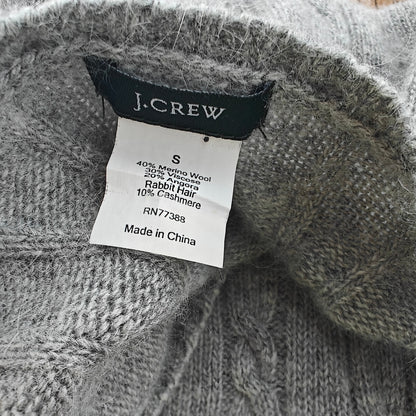 J.CREW
S
40% Merino Wool
30% Viscose
20% Angora
Rabbit Hair
10% Cashmere
RN77388
Made in China